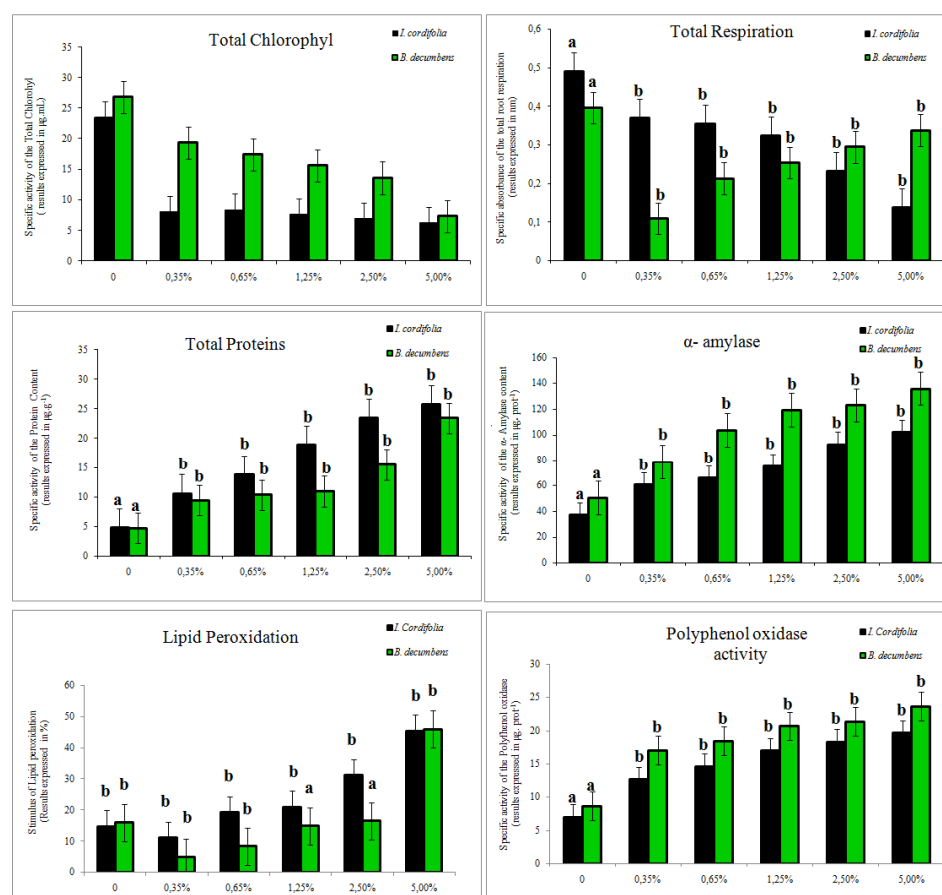 Total Chlorophyl
I. cordifolia
B. decumbens
Specific activity of the Total Chlorohyl
( results expressed in µg.mL)
35
30
25
20
15
10
5
0
0 0,35% 0,65% 1,25% 2,50% 5,00%
Total Respiration
I. cordifolia
B. decumbens
Specific absorbance of the total root respiration
(results expressed in nm)
0,6
0,5
0,4
0,3
0,2
0,1
0
a a b b b b b b b b b b
0 0,35% 0,65% 1,25% 2,50% 5,00%
Total Proteins
I. cordifolia
B. decumbens
Specific activity of the Protein Content
(results expressed in µg.g-1)
35
30
25
20
15
10
5
0
a a b b b b b b b b b b
0 0,35% 0,65% 1,25% 2,50% 5,00%
α- amylase
I. cordifolia
B. decumbens
Specific activity of the α- Amylase content
(results expressed in µg. prot-1)
160
140
120
100
80
60
40
20
0
a a b b b b b b b b b b
0 0,35% 0,65% 1,25% 2,50% 5,00%
Lipid Peroxidation
I. Cordifolia
B. decumbens
Stimulus of Lipid peroxidation
(Results expressed in %)
60
50
40
30
20
10
0
b b b b b b b a b a b b
0 0,35% 0,65% 1,25% 2,50% 5,00%
Polyphenol oxidase
activity
I. Cordifolia
B. decumbens
Specific activity of the Polyfhenol oxidase
(results expressed in µg. prot-1)
30
25
20
15
10
5
0
a a b b b b b b b b b b
0 0,35% 0,65% 1,25% 2,50% 5,00%